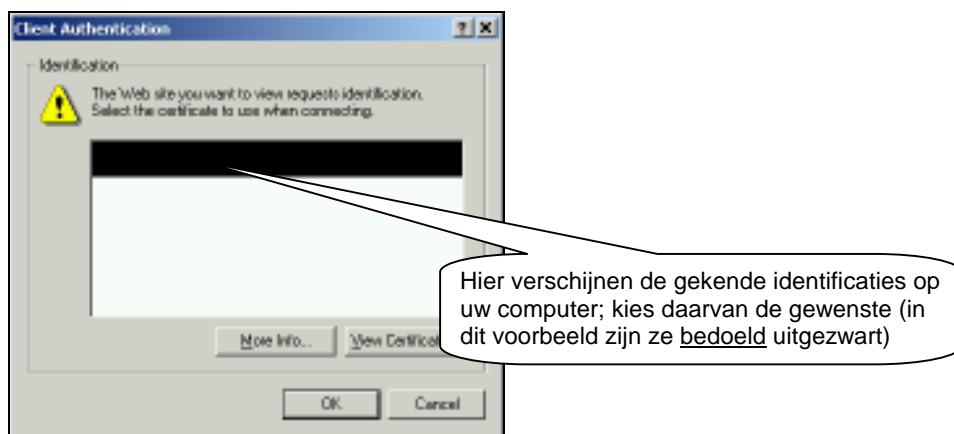 Client Authentication
Identification
The Web site you want to view requests identification.
Select the certificate to use when connecting.
Hier verschijnen de gekende identificaties op
uw computer; kies daarvan de gewenste (in
dit voorbeeld zijn ze bedoeld uitgezwart)
More Info...
View Certificat
OK
Cancel